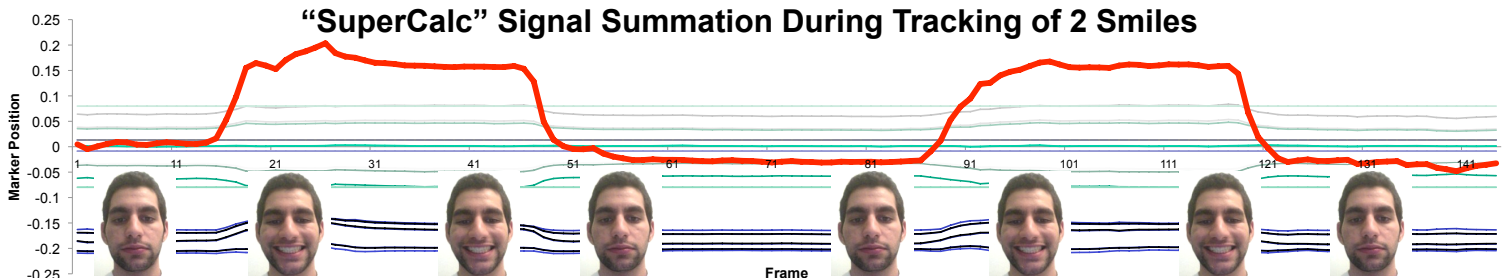 “SuperCalc” Signal Summation During Tracking of 2 Smiles
Marker Position
0.25
0.2
0.15
0.1
0.05
0
-0.05
-0.1
-0.15
-0.2
-0.25
1 11 21 31 41 51 61 71 81 91 101 111 121 131 141
Frame